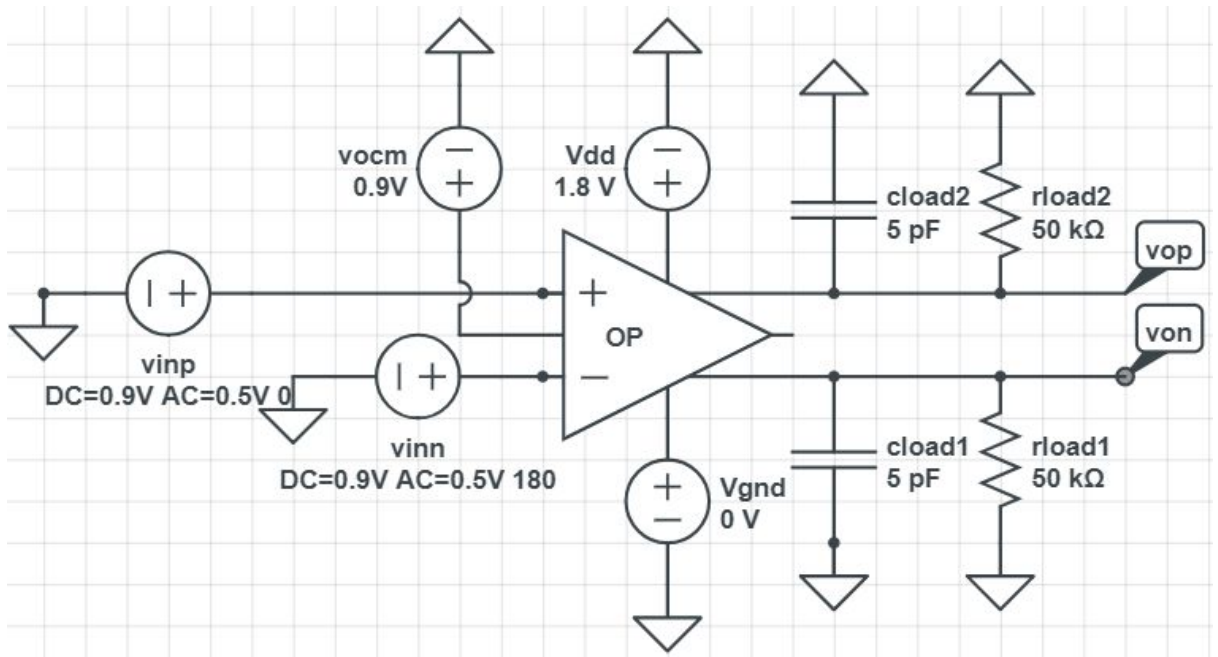 vocm
0.9V
Vdd
1.8 V
cload2
5 pF
rload2
50 kΩ
vop
vinp
DC=0.9V AC=0.5V 0
OP
von
vinn
DC=0.9V AC=0.5V 180
Vgnd
0 V
cload1
5 pF
rload1
50 kΩ